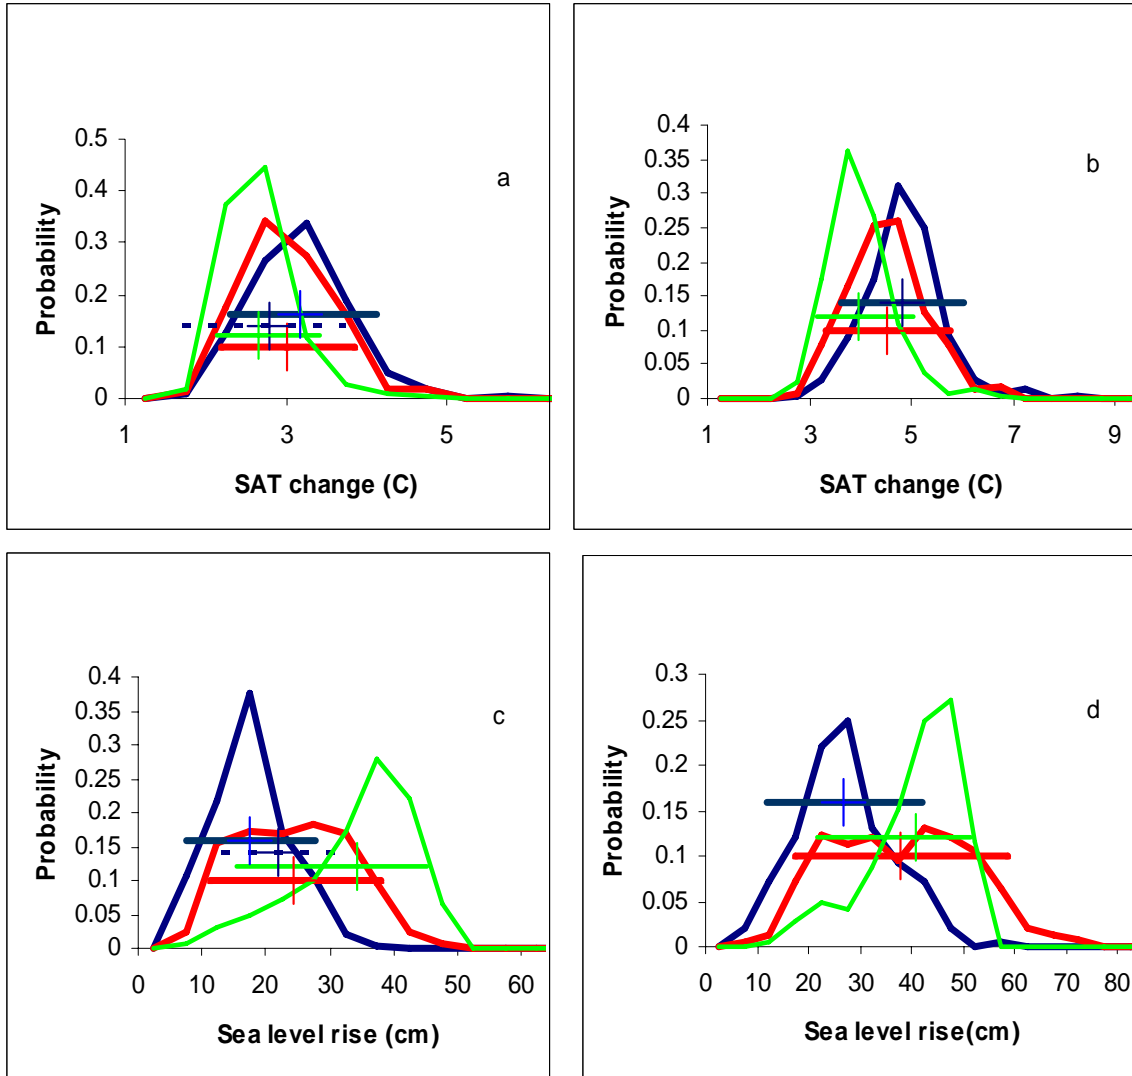 a
0.5
0.4
0.3
0.2
0.1
0
Probability
1 3 5
SAT change (C)
b
0.4
0.35
0.3
0.25
0.2
0.15
0.1
0.05
0
Probability
1 3 5 7 9
SAT change (C)
c
0.4
0.35
0.3
0.25
0.2
0.15
0.1
0.05
0
Probability
0 10 20 30 40 50 60
Sea level rise (cm)
d
0.3
0.25
0.2
0.15
0.1
0.05
0
Probability
0 10 20 30 40 50 60 70 80
Sea level rise(cm)